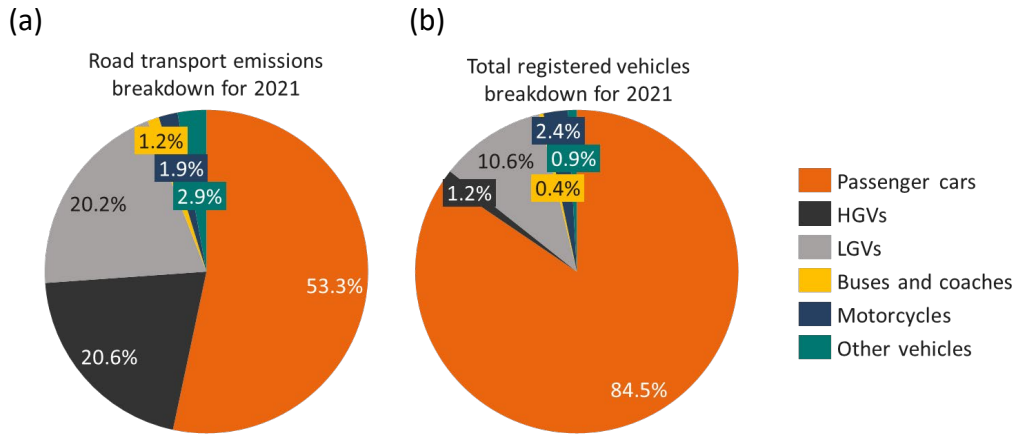 (a)
Road transport emissions
breakdown for 2021
1.2%
1.9%
2.9%
20.2%
53.3%
20.6%
(b)
Total registered vehicles
breakdown for 2021
2.4%
10.6%
0.9%
1.2%
0.4%
84.5%
Passenger cars
HGVs
LGVs
Buses and coaches
Motorcycles
Other vehicles